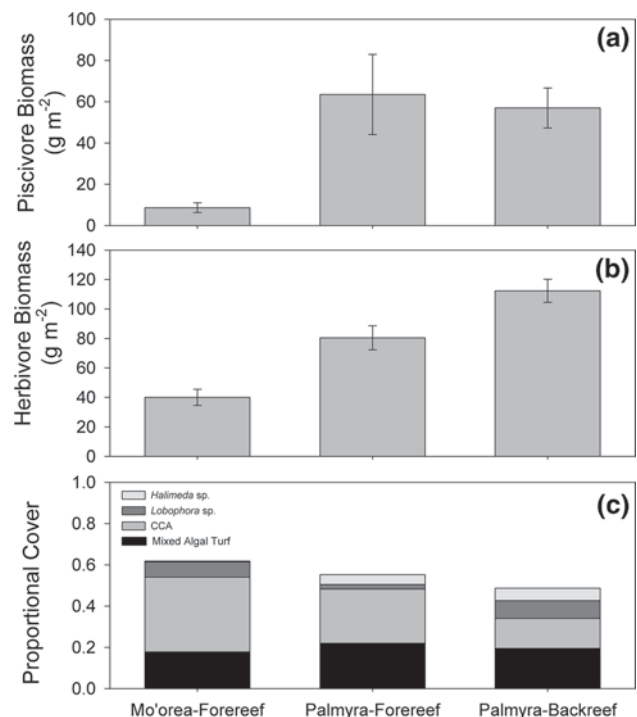 (a)
Piscivore Biomass
(g m-2)
100
80
60
40
20
0
(b)
Herbivore Biomass
(g m-2)
140
120
100
80
60
40
20
0
(c)
Proportional Cover
1.0
0.8
0.6
0.4
0.2
0.0
Halimeda sp.
Lobophora sp.
CCA
Mixed Algal Turf
Mo'orea-Forereef
Palmyra-Forereef
Palmyra-Backreef